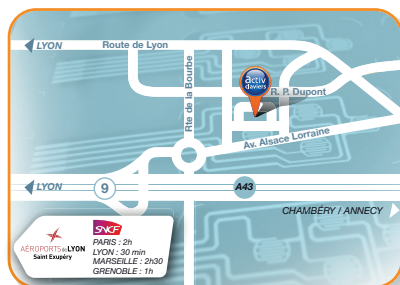 LYON
Route de Lyon
Rte de la Bourbe
activ
daviers
R. P. Dupont
Av. Alsace Lorraine
LYON
9
A43
CHAMBÉRY / ANNECY
AÉROPORTS DE LYON
Saint Exupéry
SNCF
PARIS : 2h
LYON : 30 min
MARSEILLE : 2h30
GRENOBLE : 1h